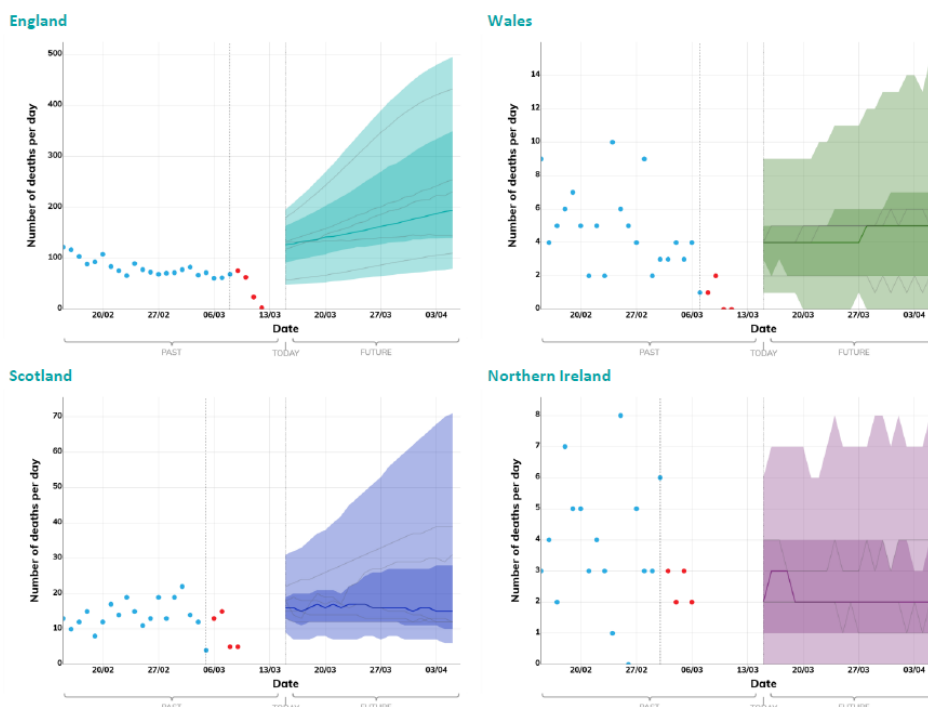 England
Number of deaths per day
500
400
300
200
100
0
20/02 27/02 06/03 13/03 20/03 27/03 03/04
Date
PAST TODAY FUTURE
Wales
Number of deaths per day
14
12
10
8
6
4
2
0
20/02 27/02 06/03 13/03 20/03 27/03 03/04
Date
PAST TODAY FUTURE
Scotland
Number of deaths per day
70
60
50
40
30
20
10
0
20/02 27/02 06/03 13/03 20/03 27/03 03/04
Date
PAST TODAY FUTURE
Northern Ireland
Number of deaths per day
8
7
6
5
4
3
2
1
0
20/02 27/02 06/03 13/03 20/03 27/03 03/04
Date
PAST TODAY FUTURE